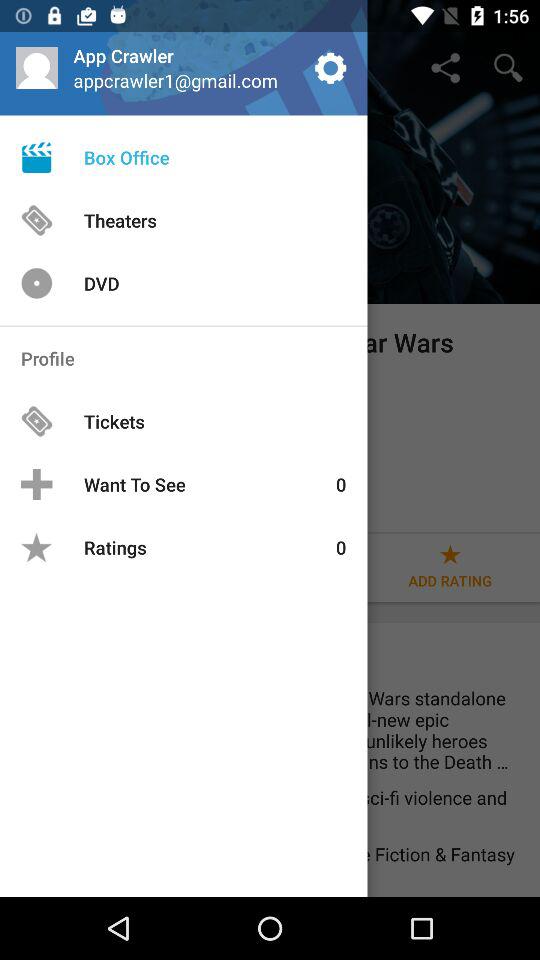 1:56
App Crawler
appcrawler1@gmail.com
Box Office
Theaters
DVD
Profile
Tickets
Want To See 0
Ratings 0
ar Wars
ADD RATING
Wars standalone
l-new epic
unlikely heroes
ns to the Death ...
sci-fi violence and
e Fiction & Fantasy